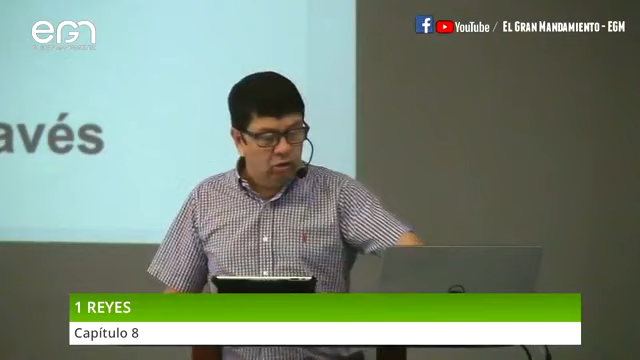 EGM
YouTube / EL GRAN MANDAMIENTO - EGM
avés
1 REYES
Capítulo 8